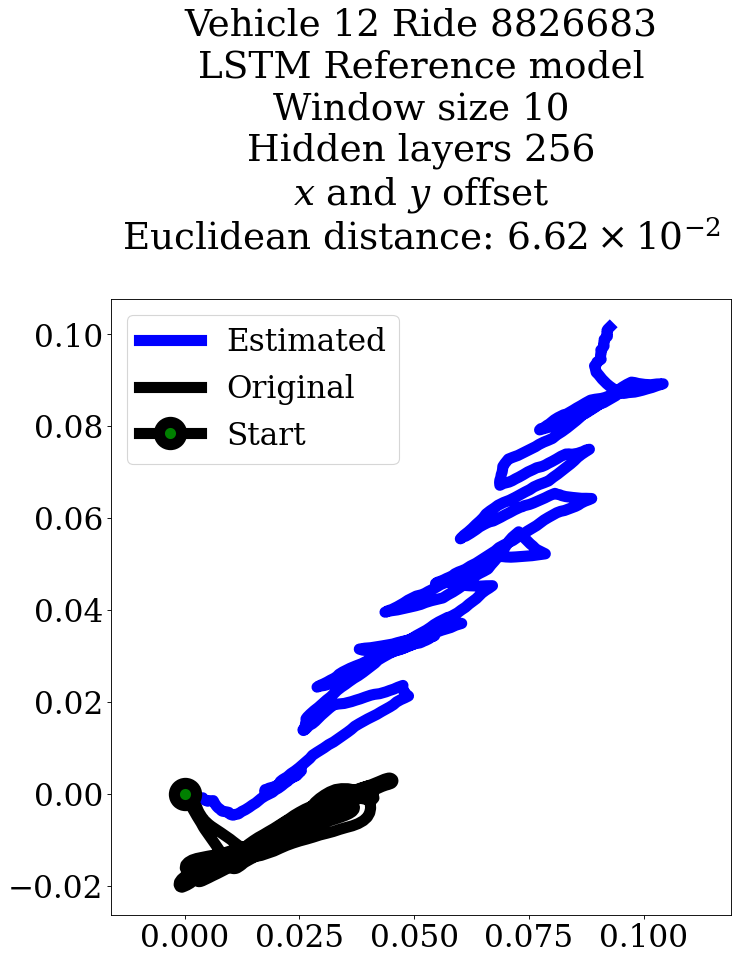 Vehicle 12 Ride 8826683
LSTM Reference model
Window size 10
Hidden layers 256
x and y offset
Euclidean distance: 6.62 × 10⁻²
Estimated
Original
Start
0.10
0.08
0.06
0.04
0.02
0.00
−0.02
0.000 0.025 0.050 0.075 0.100